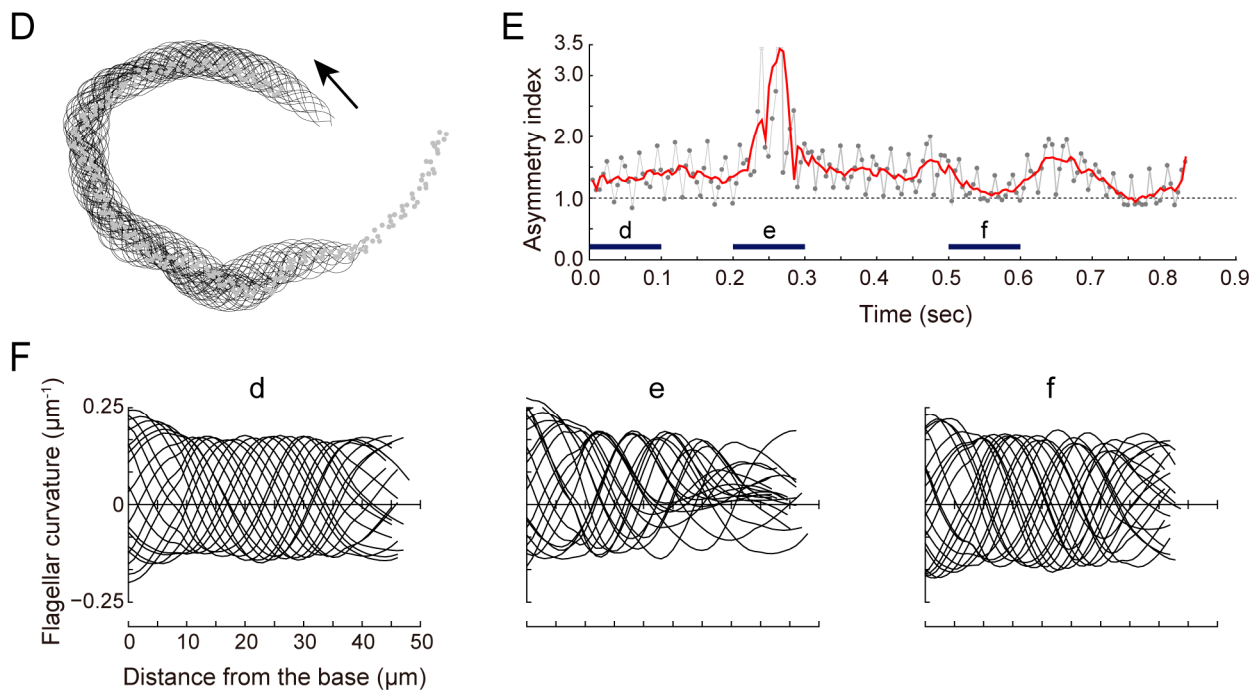 D
E
Asymmetry index
3.5
3.0
2.0
1.0
0.0
d
e
f
0.0 0.1 0.2 0.3 0.4 0.5 0.6 0.7 0.8 0.9
Time (sec)
F
d
e
f
Flagellar curvature (μm⁻¹)
0.25
0
−0.25
0 10 20 30 40 50
Distance from the base (μm)